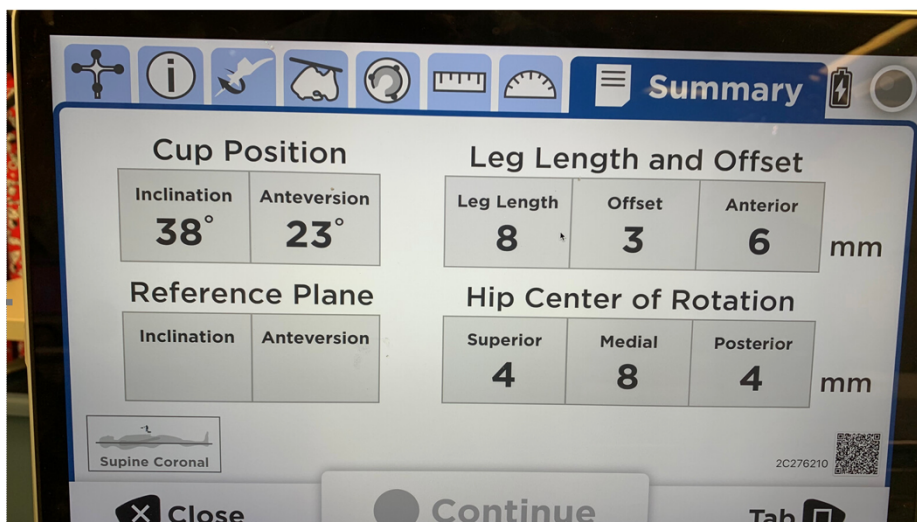 Summary
Cup Position
Inclination Anteversion
38° 23°
Leg Length and Offset
Leg Length Offset Anterior
8 3 6 mm
Reference Plane
Inclination Anteversion
Hip Center of Rotation
Superior Medial Posterior
4 8 4 mm
Supine Coronal
2C276210
Close Continue Tab